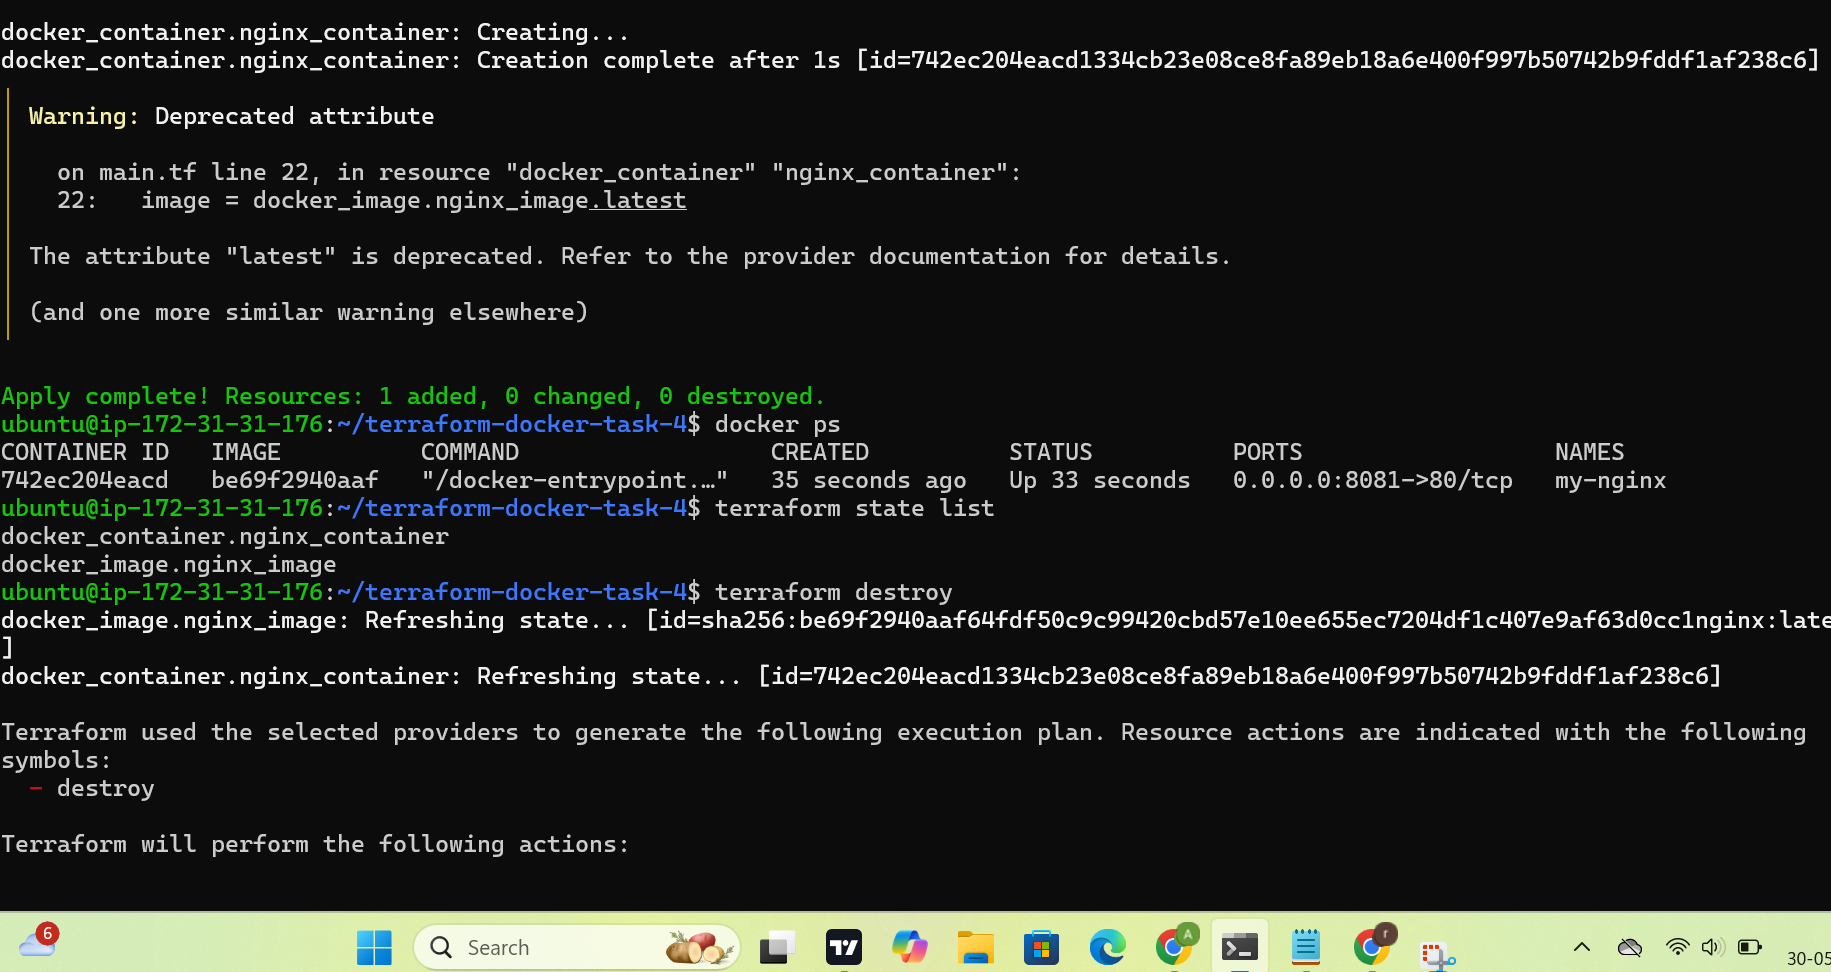 docker_container.nginx_container: Creating...
docker_container.nginx_container: Creation complete after 1s [id=742ec204eacd1334cb23e08ce8fa89eb18a6e400f997b50742b9fddf1af238c6]
Warning: Deprecated attribute
on main.tf line 22, in resource "docker_container" "nginx_container":
22:   image = docker_image.nginx_image.latest
The attribute "latest" is deprecated. Refer to the provider documentation for details.
(and one more similar warning elsewhere)
Apply complete! Resources: 1 added, 0 changed, 0 destroyed.
ubuntu@ip-172-31-31-176:~/terraform-docker-task-4$ docker ps
CONTAINER ID   IMAGE          COMMAND                  CREATED          STATUS          PORTS                  NAMES
742ec204eacd   be69f2940aaf   "/docker-entrypoint.…"   35 seconds ago   Up 33 seconds   0.0.0.0:8081->80/tcp   my-nginx
ubuntu@ip-172-31-31-176:~/terraform-docker-task-4$ terraform state list
docker_container.nginx_container
docker_image.nginx_image
ubuntu@ip-172-31-31-176:~/terraform-docker-task-4$ terraform destroy
docker_image.nginx_image: Refreshing state... [id=sha256:be69f2940aaf64fdf50c9c99420cbd57e10ee655ec7204df1c407e9af63d0cc1nginx:late
]
docker_container.nginx_container: Refreshing state... [id=742ec204eacd1334cb23e08ce8fa89eb18a6e400f997b50742b9fddf1af238c6]
Terraform used the selected providers to generate the following execution plan. Resource actions are indicated with the following
symbols:
- destroy
Terraform will perform the following actions:
6
Search
A
r
30-05